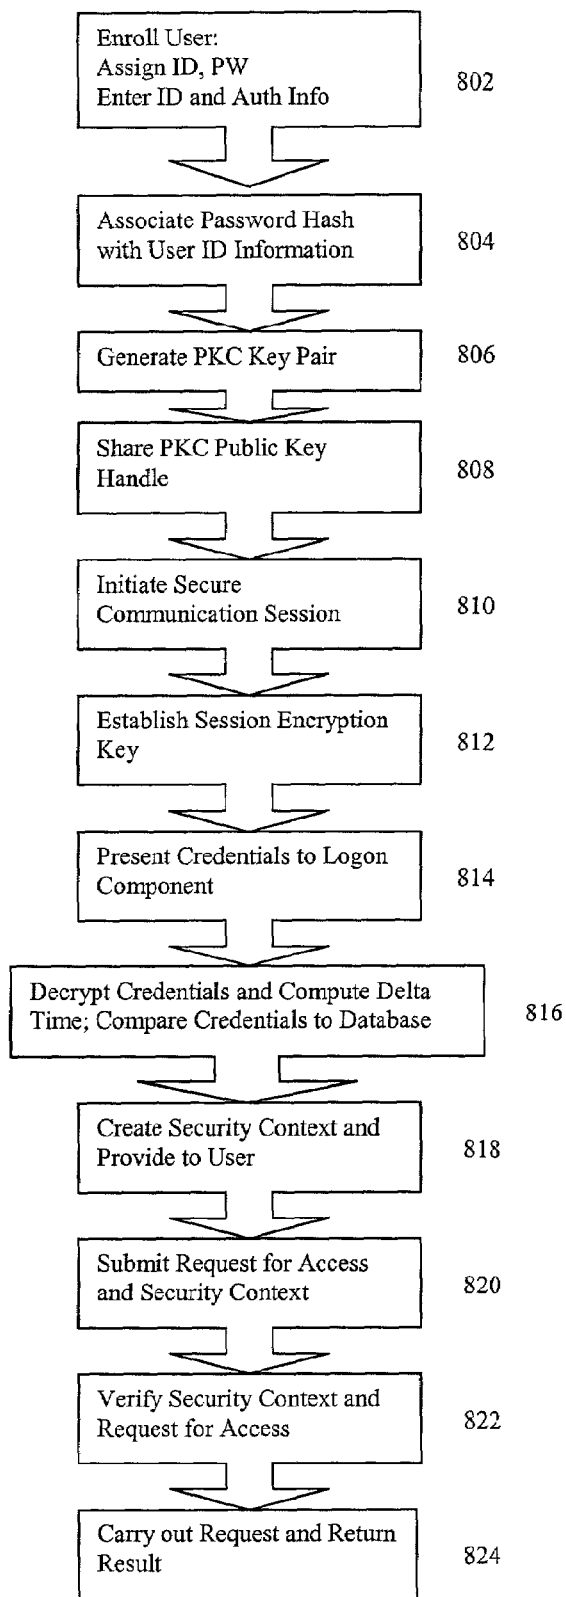 Enroll User:
Assign ID, PW
Enter ID and Auth Info
802
Associate Password Hash
with User ID Information
804
Generate PKC Key Pair
806
Share PKC Public Key
Handle
808
Initiate Secure
Communication Session
810
Establish Session Encryption
Key
812
Present Credentials to Logon
Component
814
Decrypt Credentials and Compute Delta
Time; Compare Credentials to Database
816
Create Security Context and
Provide to User
818
Submit Request for Access
and Security Context
820
Verify Security Context and
Request for Access
822
Carry out Request and Return
Result
824